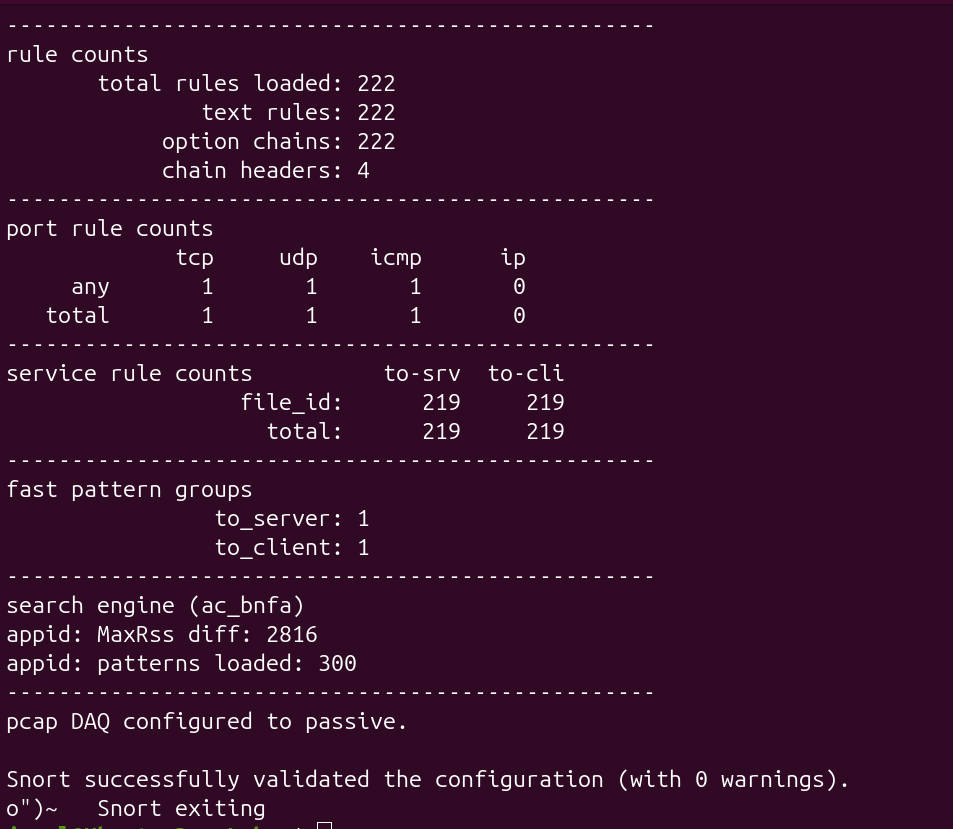 --------------------------------------------------
rule counts
total rules loaded: 222
text rules: 222
option chains: 222
chain headers: 4
--------------------------------------------------
port rule counts
tcp udp icmp ip
any 1 1 1 0
total 1 1 1 0
--------------------------------------------------
service rule counts to-srv to-cli
file_id: 219 219
total: 219 219
--------------------------------------------------
fast pattern groups
to_server: 1
to_client: 1
--------------------------------------------------
search engine (ac_bnfa)
appid: MaxRss diff: 2816
appid: patterns loaded: 300
--------------------------------------------------
pcap DAQ configured to passive.
Snort successfully validated the configuration (with 0 warnings).
o")~ Snort exiting